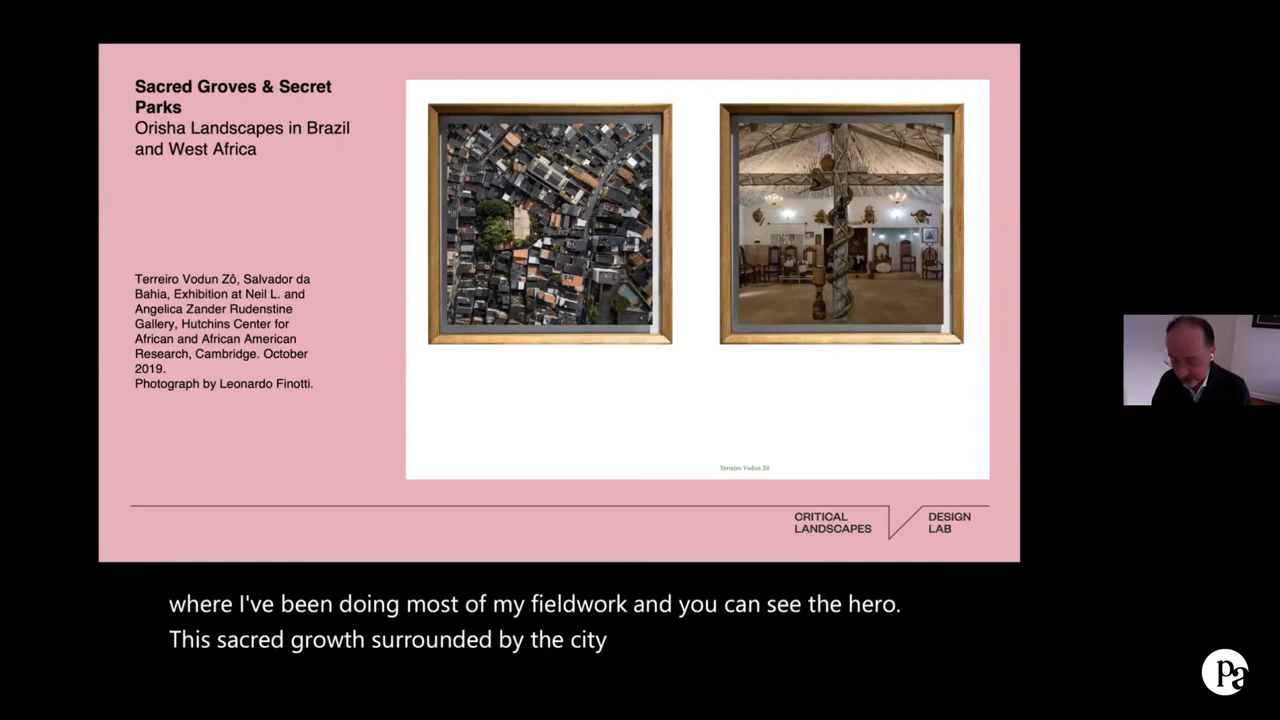 Sacred Groves & Secret
Parks
Orisha Landscapes in Brazil
and West Africa
Terreiro Vodun Zô, Salvador da
Bahia, Exhibition at Neil L. and
Angelica Zander Rudenstine
Gallery, Hutchins Center for
African and African American
Research, Cambridge. October
2019.
Photograph by Leonardo Finotti.
Terreiro Vodun Zô
CRITICAL
LANDSCAPES
DESIGN
LAB
where I've been doing most of my fieldwork and you can see the hero.
This sacred growth surrounded by the city
pa